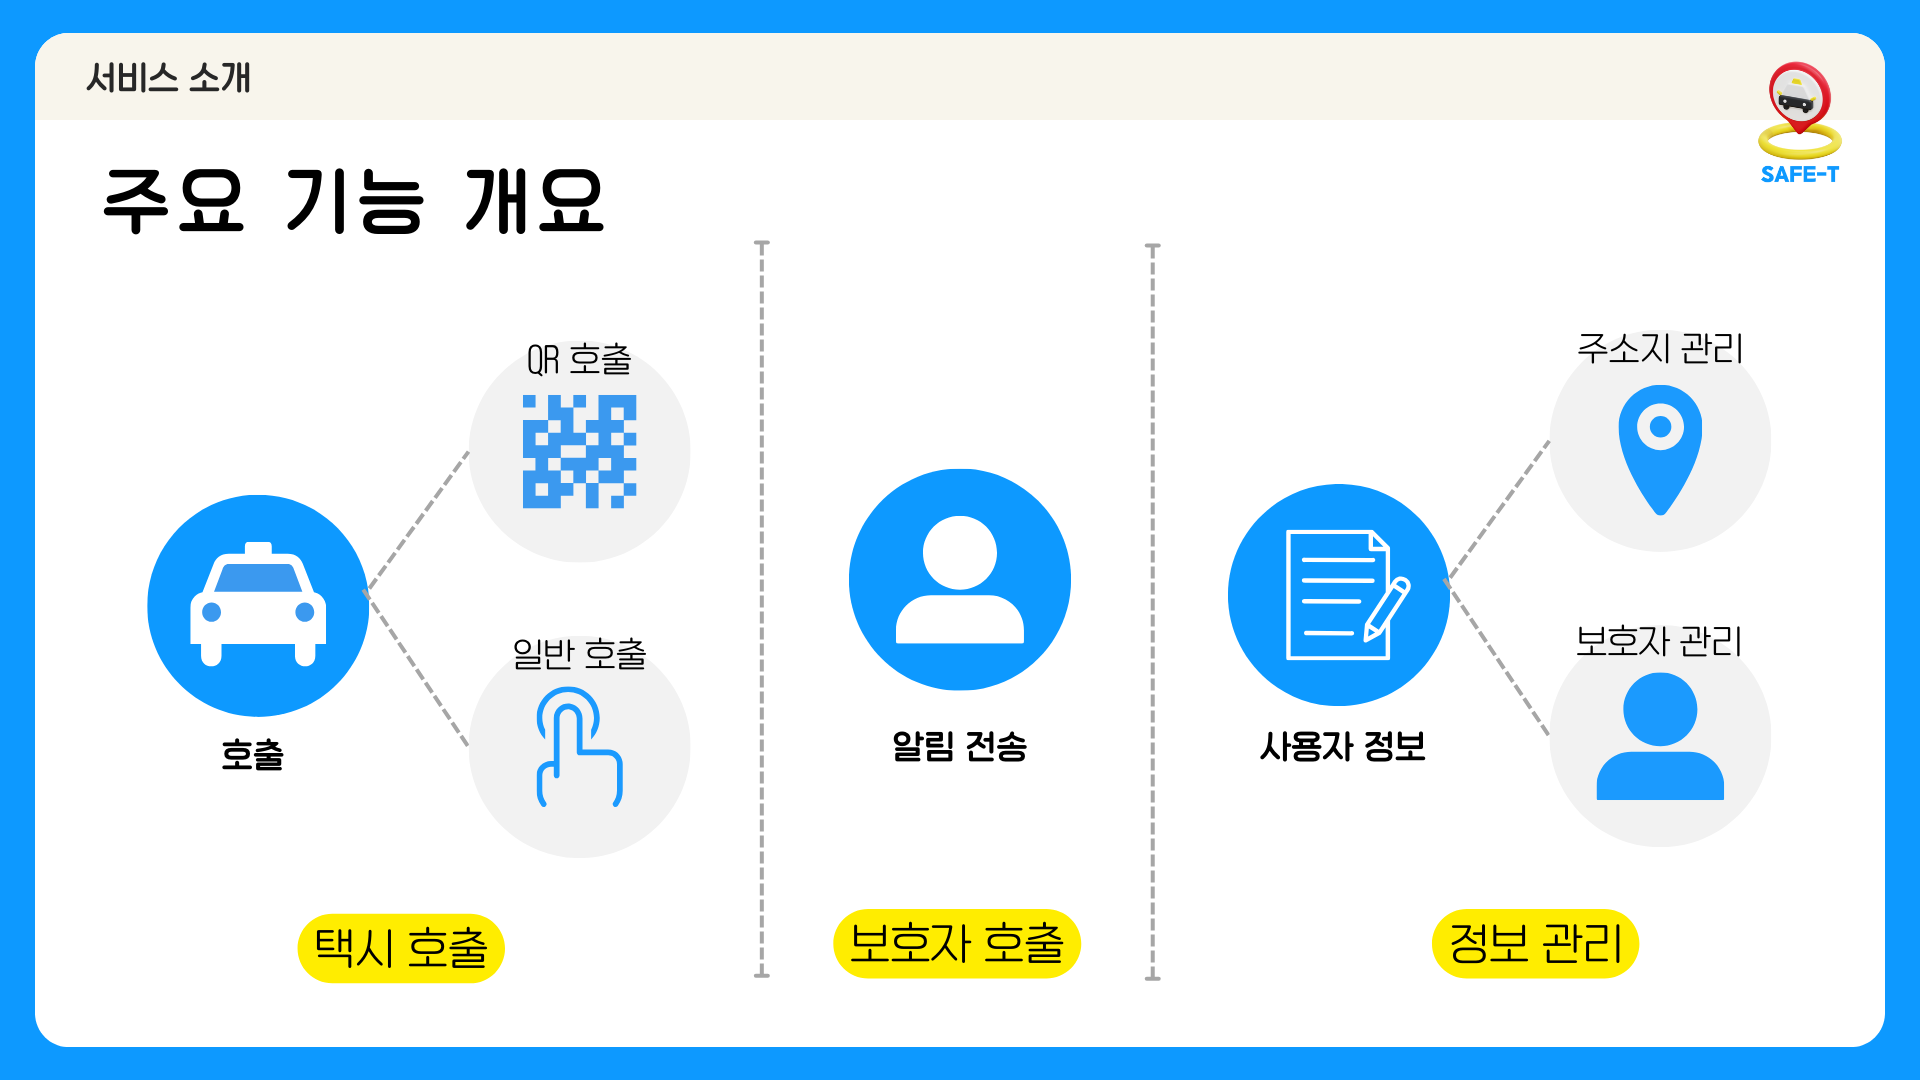 서비스 소개
SAFE-T
주요 기능 개요
QR 호출
일반 호출
호출
택시 호출
알림 전송
보호자 호출
주소지 관리
보호자 관리
사용자 정보
정보 관리